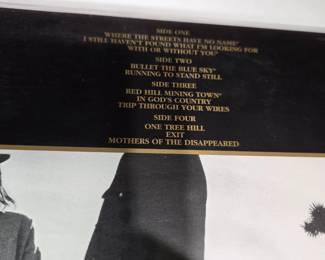 SIDE ONE
WHERE THE STREETS HAVE NO NAME*
I STILL HAVEN'T FOUND WHAT I'M LOOKING FOR
WITH OR WITHOUT YOU*
SIDE TWO
BULLET THE BLUE SKY*
RUNNING TO STAND STILL
SIDE THREE
RED HILL MINING TOWN*
IN GOD'S COUNTRY
TRIP THROUGH YOUR WIRES
SIDE FOUR
ONE TREE HILL
EXIT
MOTHERS OF THE DISAPPEARED